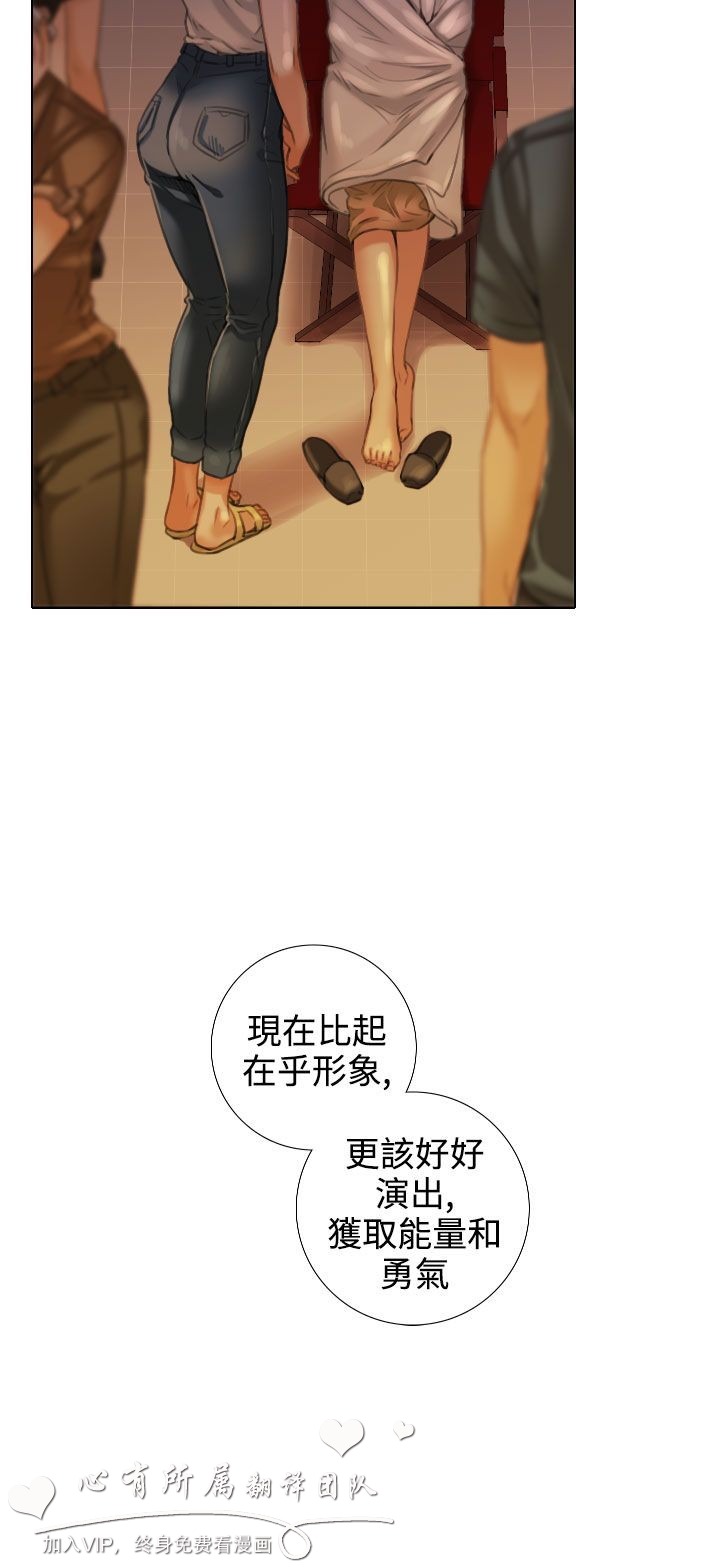 現在比起
在乎形象,
更該好好
演出,
獲取能量和
勇氣
心有所属翻译团队
加入VIP，终身免费看漫画